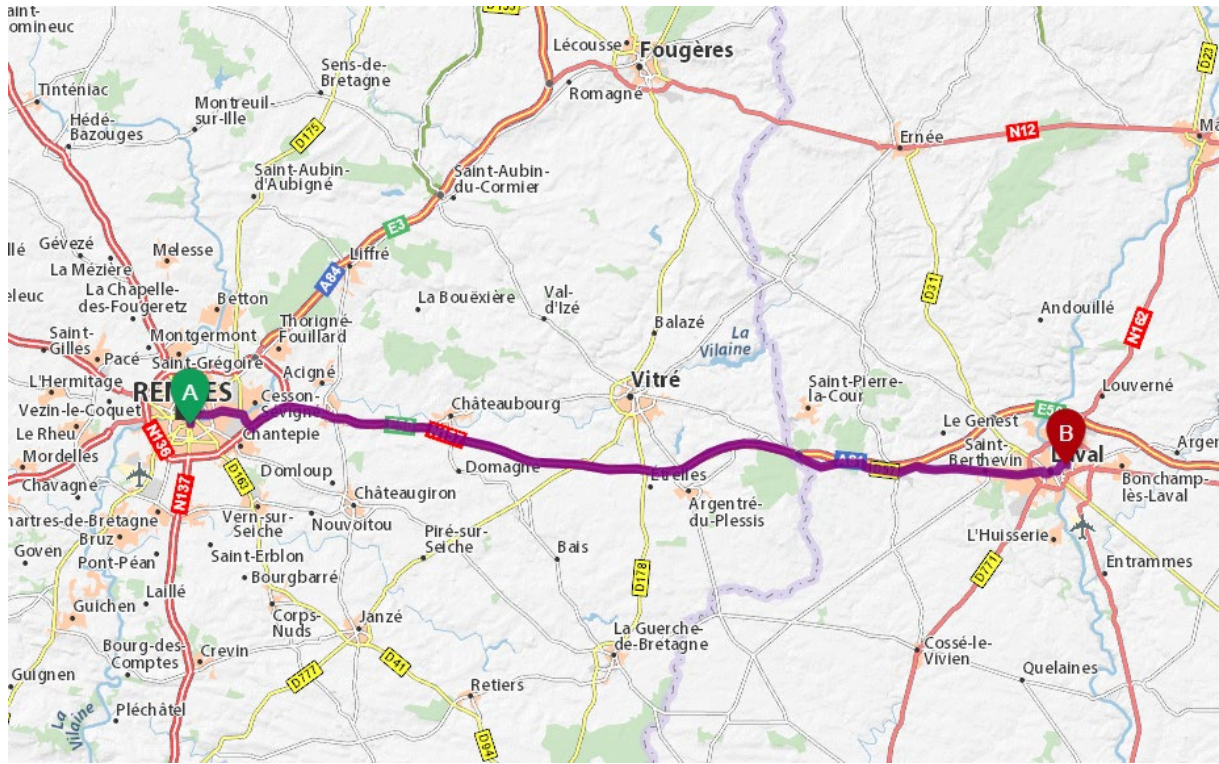 aint-
omineuc
Tinténiac
Hédé-
Bazouges
Montreuil-
sur-Ille
Sens-de-
Bretagne
D175
Lécousse
Fougères
Romagné
Ernée
N12
D23
Saint-Aubin-
d'Aubigné
Saint-Aubin-
du-Cormier
E3
Gévezé
Melesse
La Mézière
Liffré
A84
La Chapelle-
des-Fougeretz
Betton
La Bouëxière
Val-
d'Izé
D31
Andouillé
N162
Saint-
Gilles
Pacé
Montgermont
Thorigné-
Fouillard
Balazé
La
Vilaine
Saint-Grégoire
L'Hermitage
Acigné
Vitré
Saint-Pierre-
la-Cour
Louverné
A
Vezin-le-Coquet
Cesson-
Sévigné
Châteaubourg
Le Genest
B
Laval
Le Rheu
N136
Chantepie
N157
Saint-
Berthevin
Mordelles
D163
Domloup
Domagné
Étrelles
A81
D57
Bonchamp-
lès-Laval
Chavagne
N137
Châteaugiron
Argentré-
du-Plessis
hartres-de-Bretagne
Vern-sur-
Seiche
Nouvoitou
Piré-sur-
Seiche
L'Huisserie
Bruz
Goven
Pont-Péan
Saint-Erblon
Bais
Entrammes
Bourgbarré
D178
D771
Laillé
Guichen
Corps-
Nuds
Janzé
La Guerche-
de-Bretagne
Cossé-le-
Vivien
Bourg-des-
Comptes
Crevin
D41
Quelaines
Guignen
D777
Retiers
La
Vilaine
Pléchâtel
D94